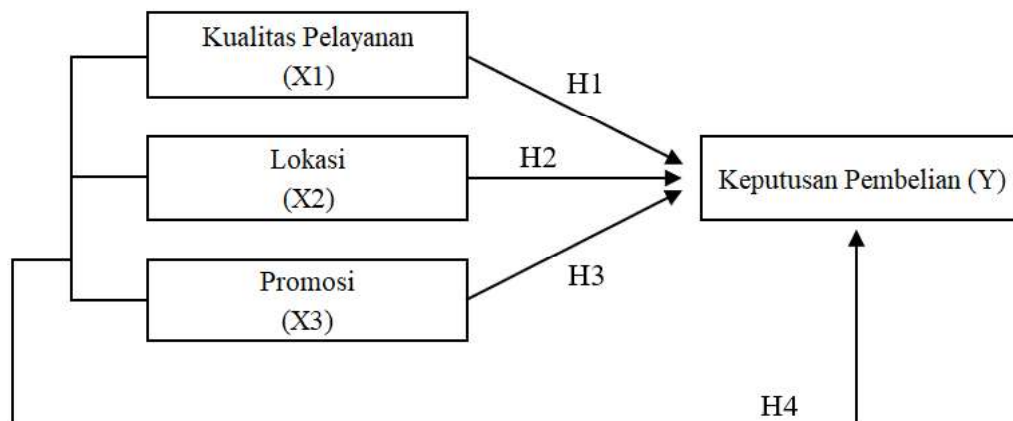 Kualitas Pelayanan
(X1)
H1
Lokasi
(X2)
H2
Keputusan Pembelian (Y)
Promosi
(X3)
H3
H4